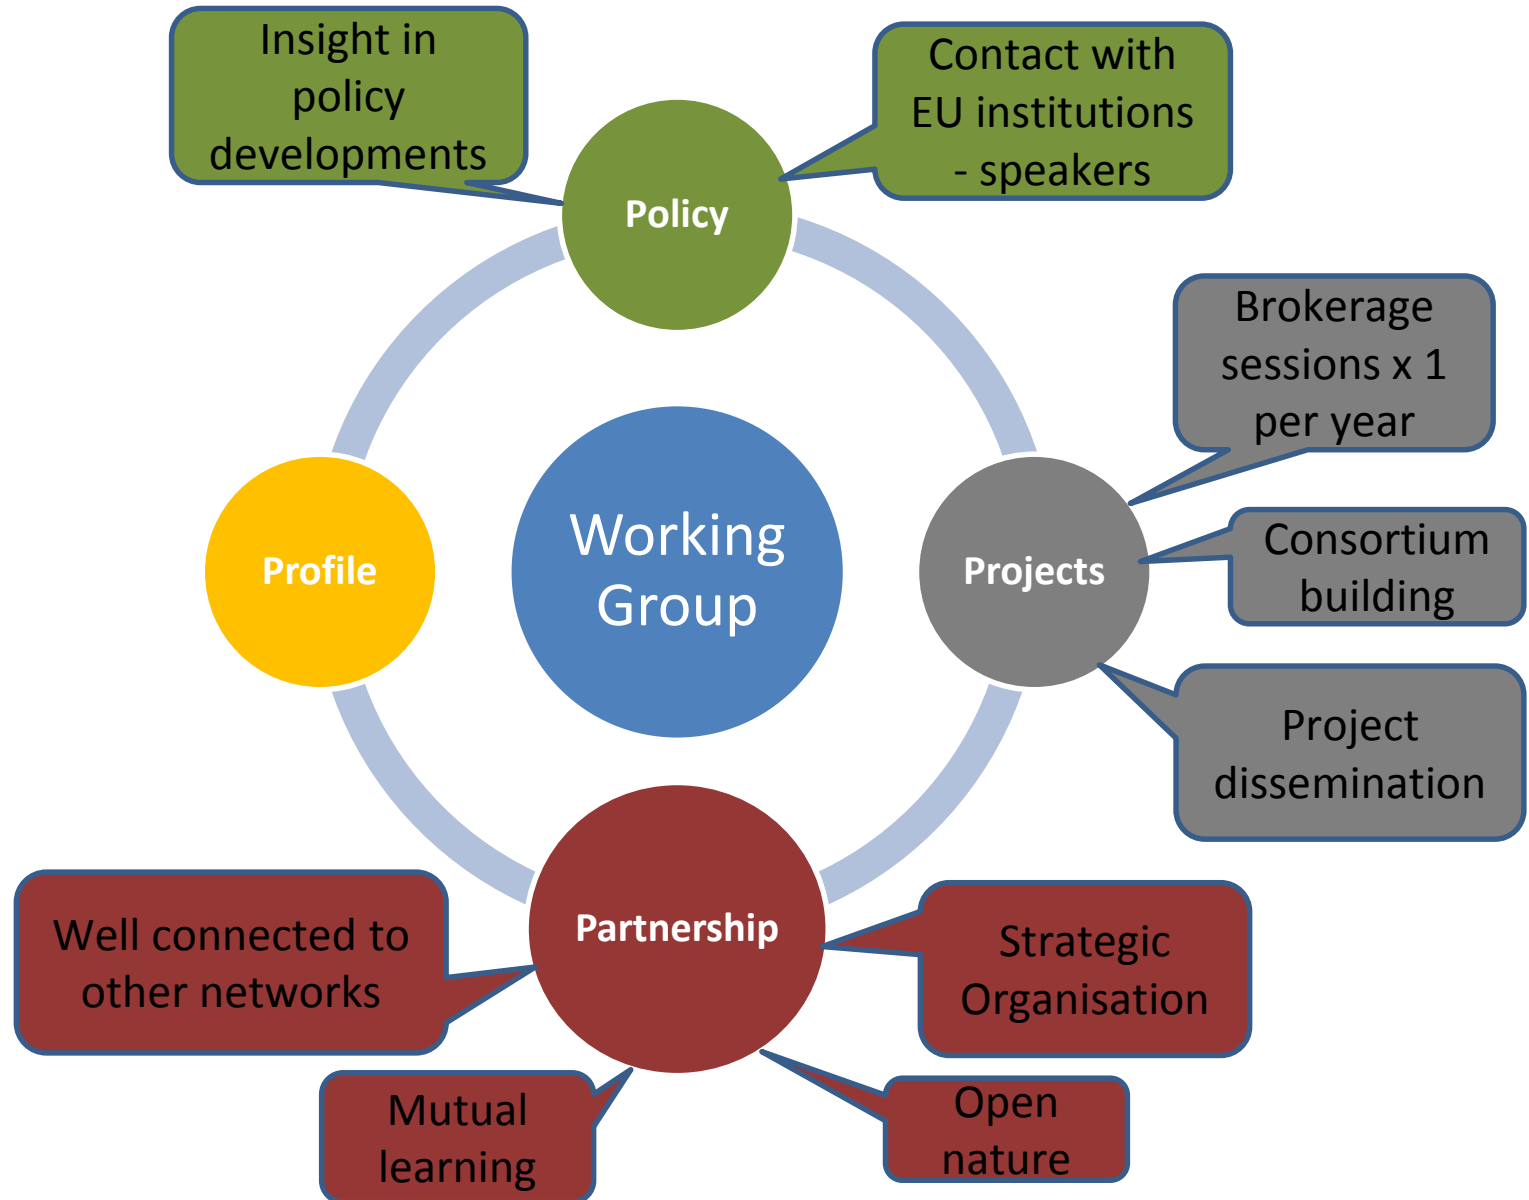 Insight in
policy
developments
Contact with
EU institutions
- speakers
Policy
Brokerage
sessions x 1
per year
Profile
Working
Group
Projects
Consortium
building
Project
dissemination
Partnership
Well connected to
other networks
Strategic
Organisation
Mutual
learning
Open
nature